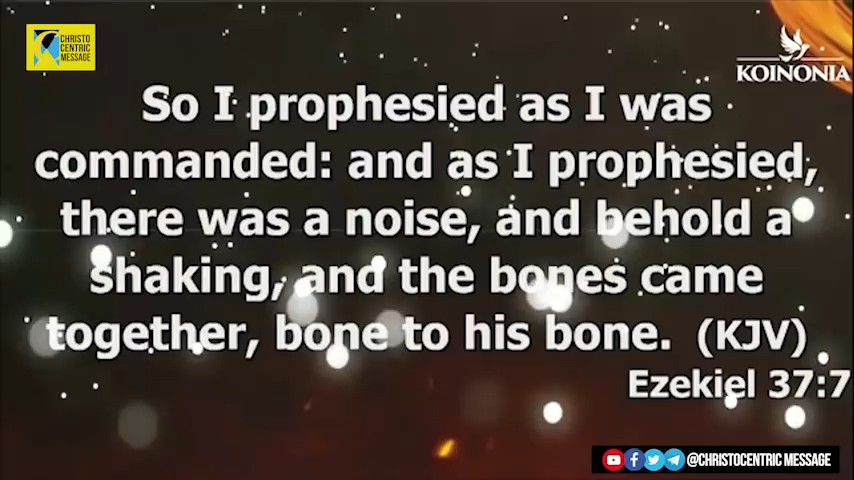 CHRISTO
CENTRIC
MESSAGE
KOINONIA
So I prophesied as I was
commanded: and as I prophesied,
there was a noise, and behold a
shaking, and the bones came
together, bone to his bone. (KJV)
Ezekiel 37:7
@CHRISTOCENTRIC MESSAGE